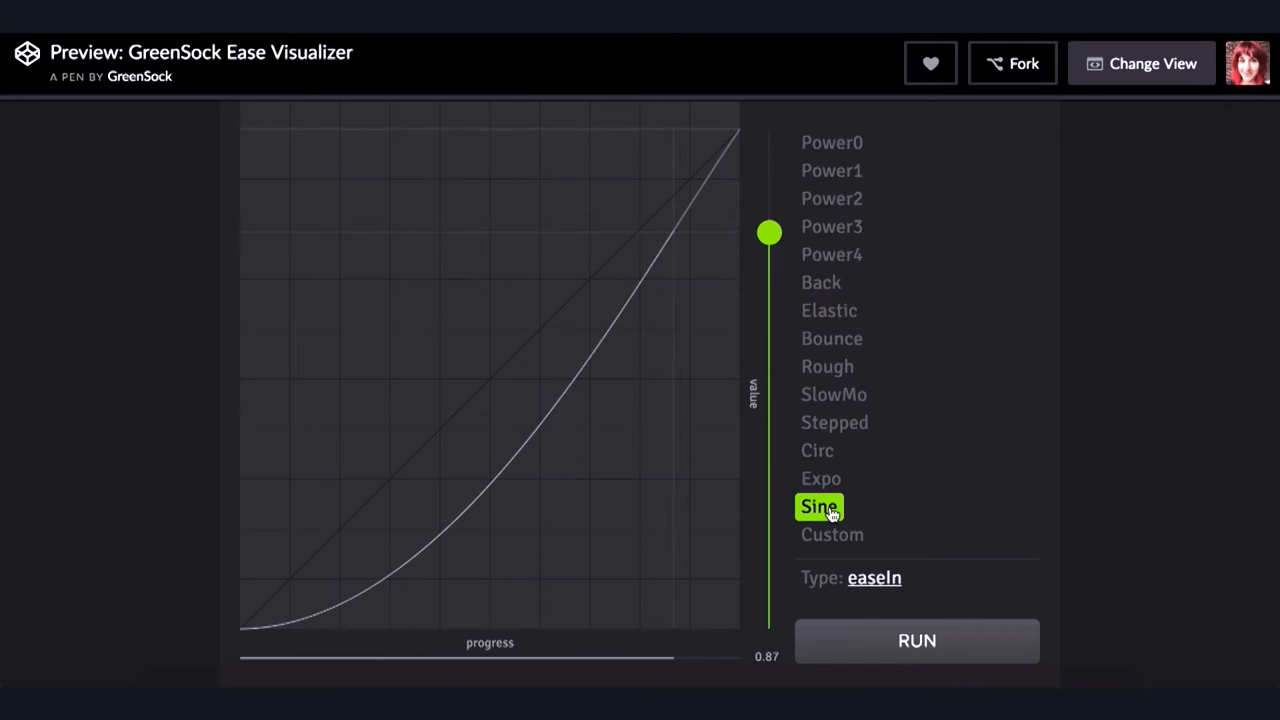 Preview: GreenSock Ease Visualizer
A PEN BY GreenSock
Fork
Change View
Power0
Power1
Power2
Power3
Power4
Back
Elastic
Bounce
Rough
SlowMo
Stepped
Circ
Expo
Sine
Custom
Type: easeIn
RUN
value
progress
0.87